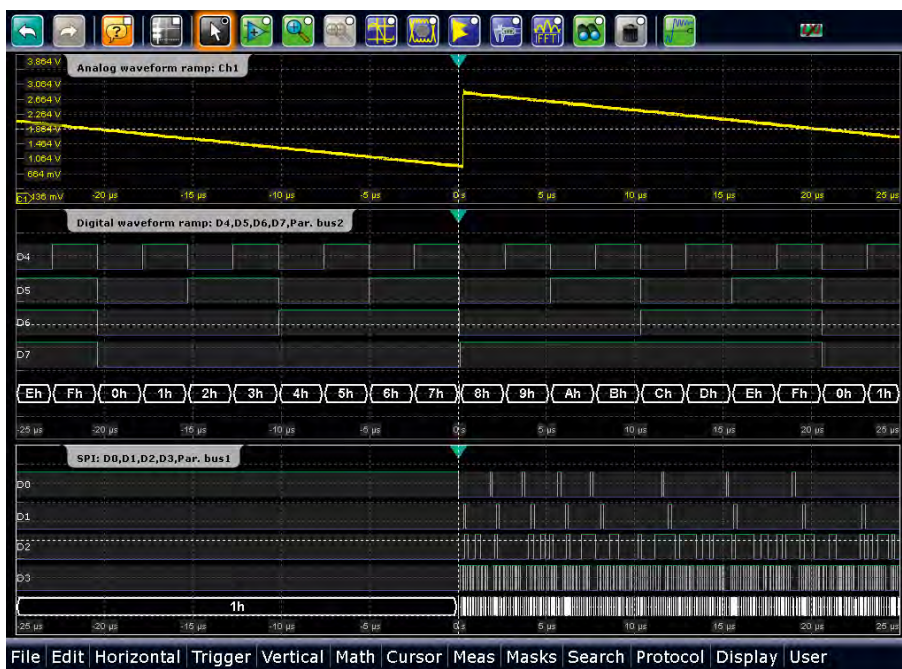 FFT
3.864 V
Analog waveform ramp: Ch1
3.064 V
2.664 V
2.264 V
1.864 V
1.464 V
1.064 V
664 mV
C1 136 mV -20 µs -15 µs -10 µs -5 µs 0 s 5 µs 10 µs 15 µs 20 µs 25 µs
Digital waveform ramp: D4,D5,D6,D7,Par. bus2
D4
D5
D6
D7
Eh Fh 0h 1h 2h 3h 4h 5h 6h 7h 8h 9h Ah Bh Ch Dh Eh Fh 0h 1h
-25 µs -20 µs -15 µs -10 µs -5 µs 0 s 5 µs 10 µs 15 µs 20 µs 25 µs
SPI: D0,D1,D2,D3,Par. bus1
D0
D1
D2
D3
1h
-25 µs -20 µs -15 µs -10 µs -5 µs 0 s 5 µs 10 µs 15 µs 20 µs 25 µs
File Edit Horizontal Trigger Vertical Math Cursor Meas Masks Search Protocol Display User